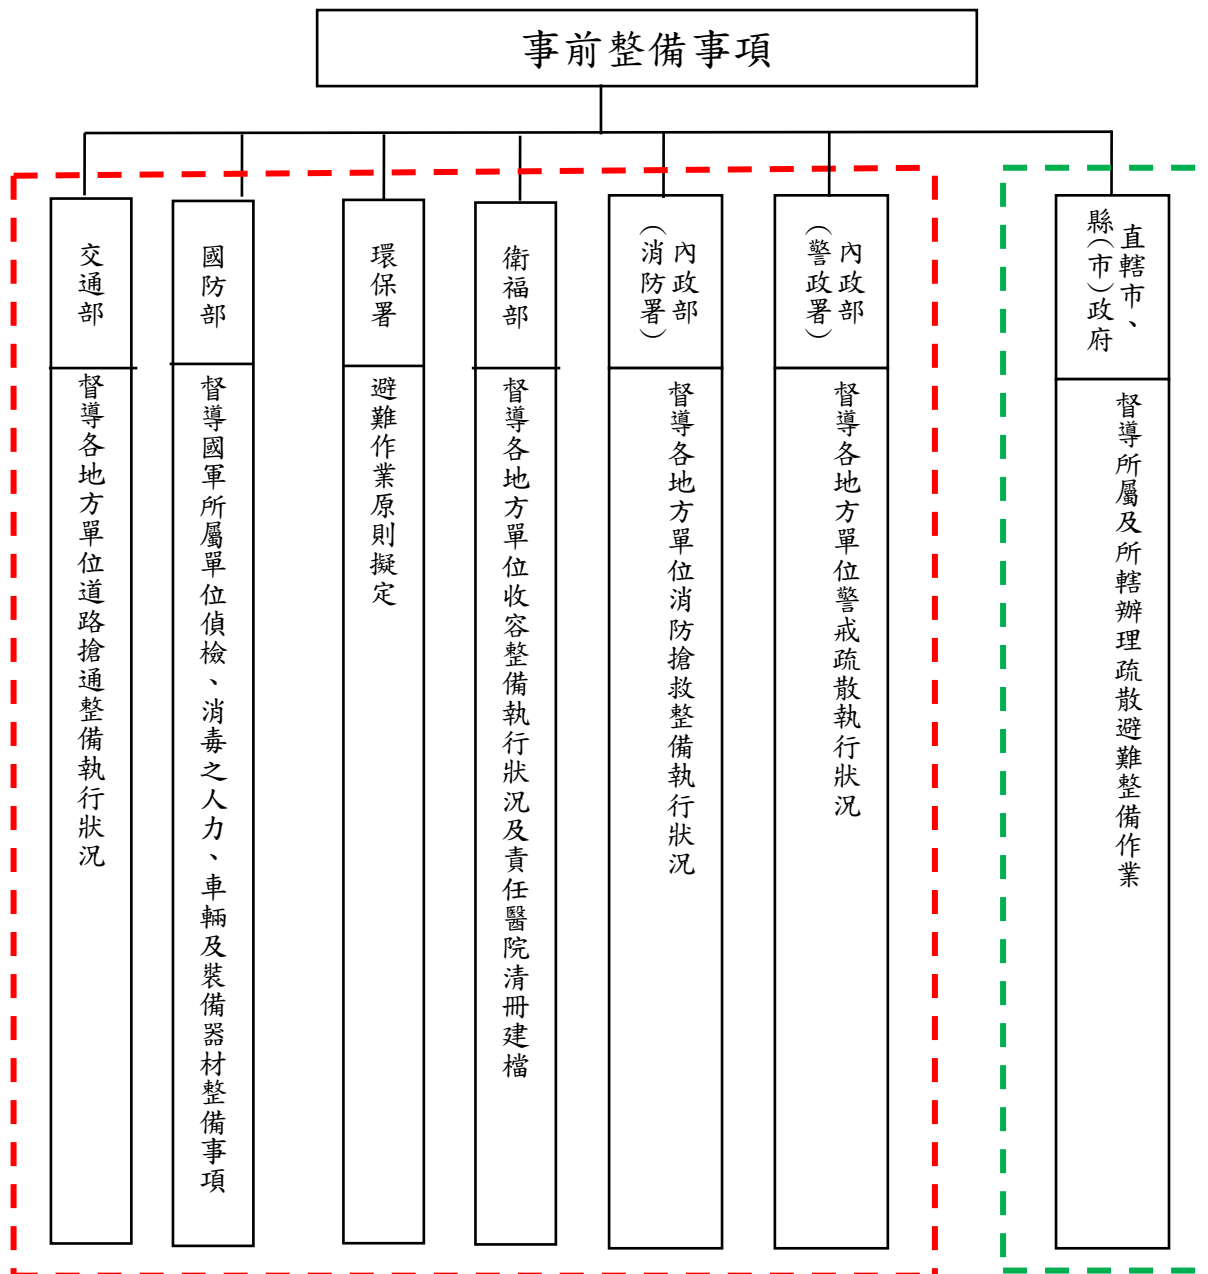 事前整備事項
交通部
督導各地方單位道路搶通整備執行狀況
國防部
督導國軍所屬單位偵檢、消毒之人力、車輛及裝備器材整備事項
環保署
避難作業原則擬定
衛福部
督導各地方單位收容整備執行狀況及責任醫院清冊建檔
內政部
(消防署)
督導各地方單位消防搶救整備執行狀況
內政部
(警政署)
督導各地方單位警戒疏散執行狀況
直轄市、
縣(市)政府
督導所屬及所轄辦理疏散避難整備作業